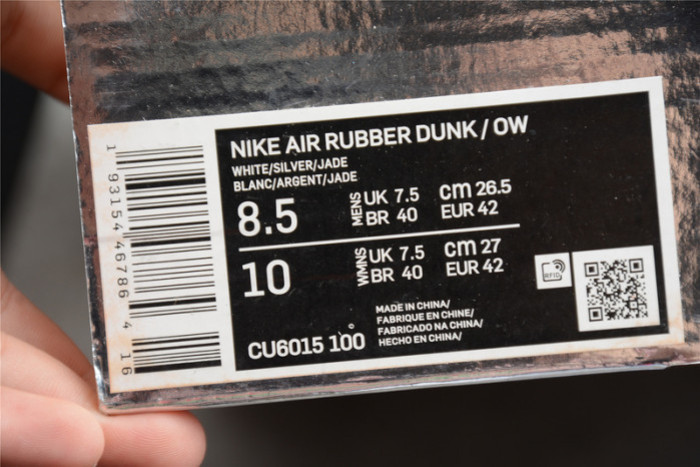 NIKE AIR RUBBER DUNK / OW
WHITE/SILVER/JADE
BLANC/ARGENT/JADE
8.5
MENS
UK 7.5
BR 40
cm 26.5
EUR 42
10
WMNS
UK 7.5
BR 40
cm 27
EUR 42
MADE IN CHINA/
FABRIQUE EN CHINE/
FABRICADO NA CHINA/
HECHO EN CHINA/
CU6015 100
RFID
1 93154 46786 4 16